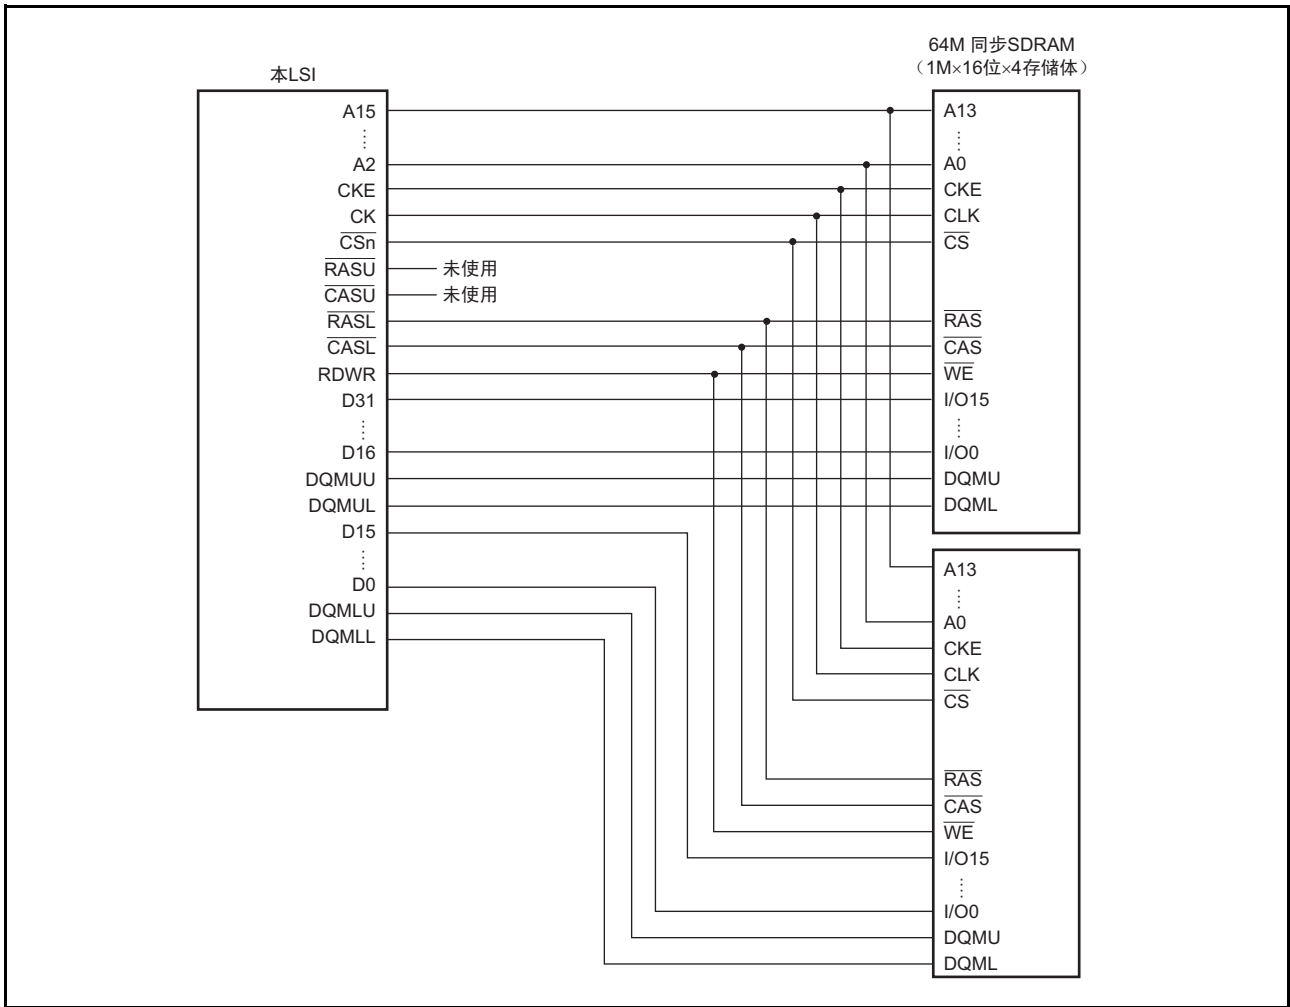 64M 同步SDRAM
（1M×16位×4存储体）
本LSI
A15
A2
CKE
CK
CSn
RASU
未使用
CASU
未使用
RASL
CASL
RDWR
D31
D16
DQMUU
DQMUL
D15
D0
DQMLU
DQMLL
A13
A0
CKE
CLK
CS
RAS
CAS
WE
I/O15
I/O0
DQMU
DQML
A13
A0
CKE
CLK
CS
RAS
CAS
WE
I/O15
I/O0
DQMU
DQML